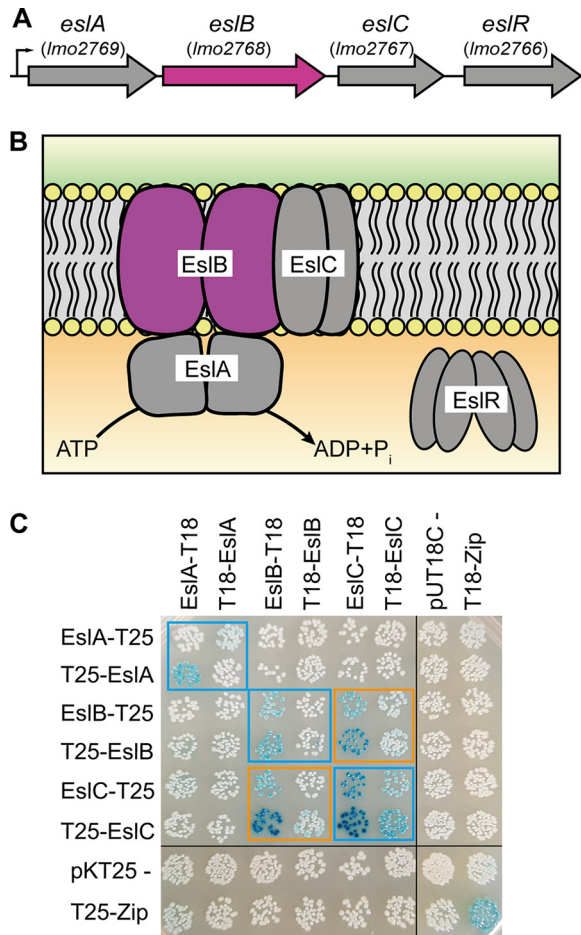 A
eslA eslB eslC eslR
(lmo2769) (lmo2768) (lmo2767) (lmo2766)
B
EslB EslC
EslA
EslR
ATP ADP+Pi
C
EslA-T18
T18-EslA
EslB-T18
T18-EslB
EslC-T18
T18-EslC
pUT18C -
T18-Zip
EslA-T25
T25-EslA
EslB-T25
T25-EslB
EslC-T25
T25-EslC
pKT25 -
T25-Zip